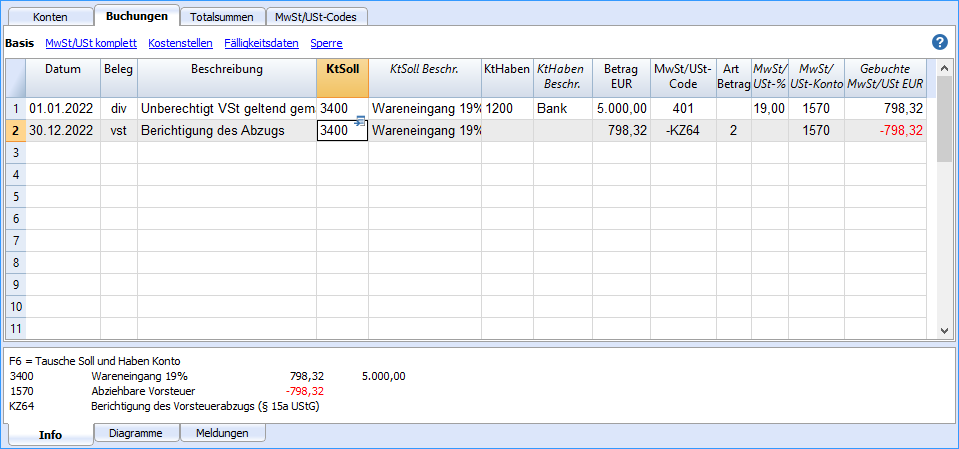 Konten Buchungen Totalsummen MwSt/USt-Codes
Basis MwSt/USt komplett Kostenstellen Fälligkeitsdaten Sperre ?
Datum Beleg Beschreibung KtSoll KtSoll Beschr. KtHaben KtHaben Beschr. Betrag EUR MwSt/USt-Code Art Betrag MwSt/USt-% MwSt/USt-Konto Gebuchte MwSt/USt EUR
1 01.01.2022 div Unberechtigt VSt geltend gem 3400 Wareneingang 19% 1200 Bank 5.000,00 401 19,00 1570 798,32
2 30.12.2022 vst Berichtigung des Abzugs 3400 Wareneingang 19% 798,32 -KZ64 2 1570 -798,32
3
4
5
6
7
8
9
10
11
F6 = Tausche Soll und Haben Konto
3400 Wareneingang 19% 798,32 5.000,00
1570 Abziehbare Vorsteuer -798,32
KZ64 Berichtigung des Vorsteuerabzugs (§ 15a UStG)
Info Diagramme Meldungen